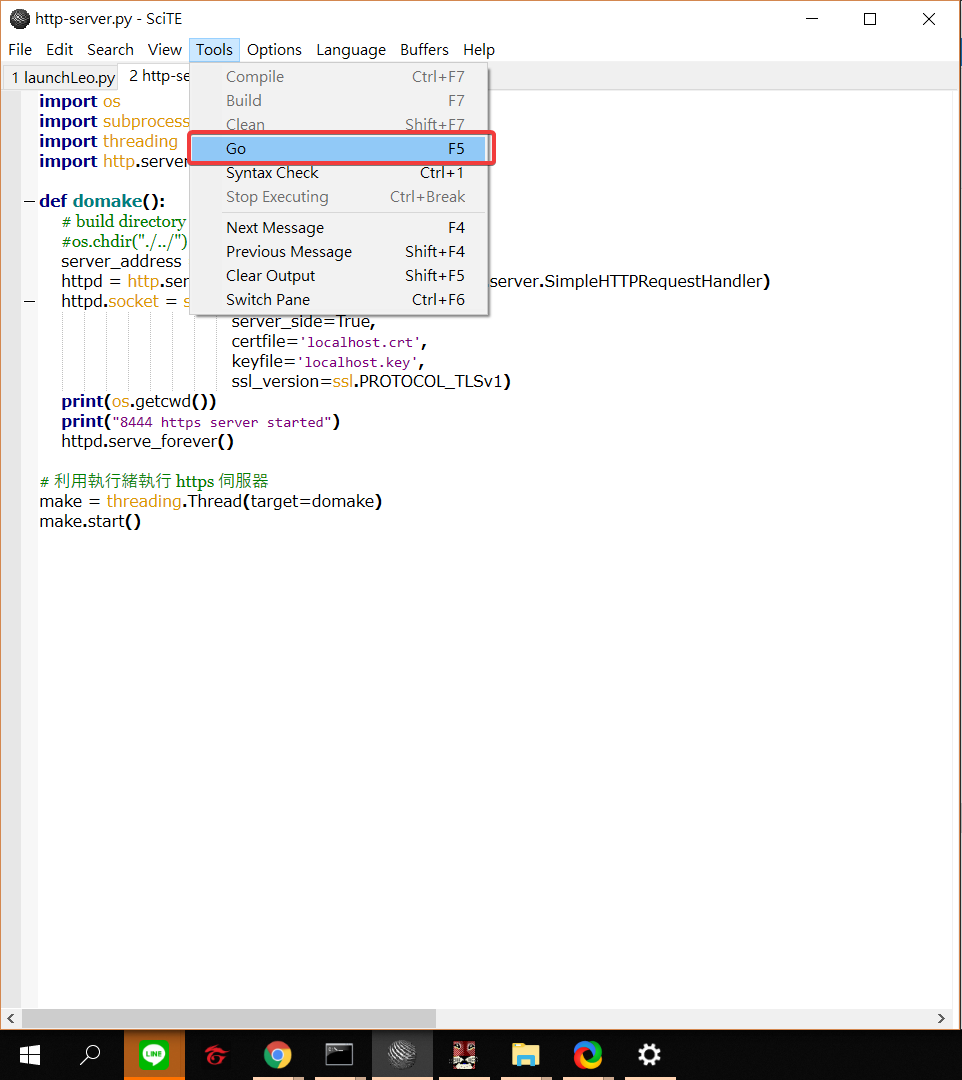 http-server.py - SciTE
File Edit Search View Tools Options Language Buffers Help
1 launchLeo.py 2 http-se
Compile Ctrl+F7
Build F7
Clean Shift+F7
Go F5
Syntax Check Ctrl+1
Stop Executing Ctrl+Break
Next Message F4
Previous Message Shift+F4
Clear Output Shift+F5
Switch Pane Ctrl+F6
import os
import subprocess
import threading
import http.server
def domake():
# build directory
#os.chdir("./../")
server_address
httpd = http.ser server.SimpleHTTPRequestHandler)
httpd.socket = s
server_side=True,
certfile='localhost.crt',
keyfile='localhost.key',
ssl_version=ssl.PROTOCOL_TLSv1)
print(os.getcwd())
print("8444 https server started")
httpd.serve_forever()
# 利用執行緒執行 https 伺服器
make = threading.Thread(target=domake)
make.start()
LINE